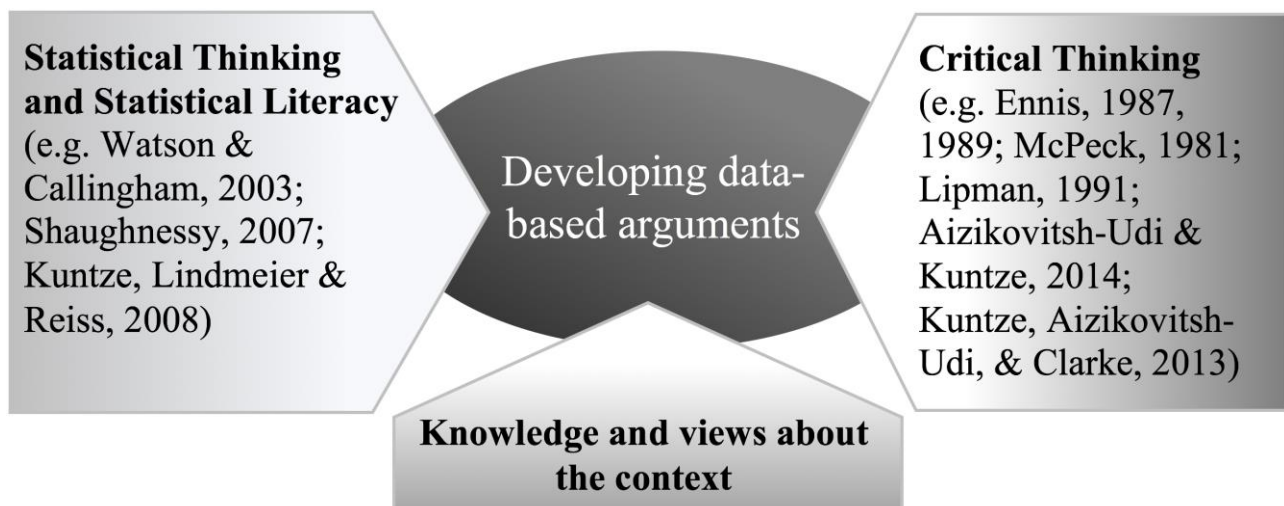 Statistical Thinking
and Statistical Literacy
(e.g. Watson &
Callingham, 2003;
Shaughnessy, 2007;
Kuntze, Lindmeier &
Reiss, 2008)
Developing data-
based arguments
Critical Thinking
(e.g. Ennis, 1987,
1989; McPeck, 1981;
Lipman, 1991;
Aizikovitsh-Udi &
Kuntze, 2014;
Kuntze, Aizikovitsh-
Udi, & Clarke, 2013)
Knowledge and views about
the context